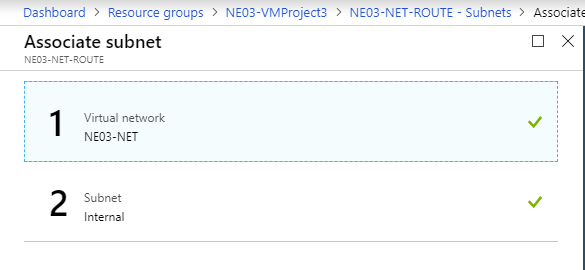 Dashboard > Resource groups > NE03-VMProject3 > NE03-NET-ROUTE - Subnets > Associate
Associate subnet
NE03-NET-ROUTE
1 Virtual network
NE03-NET
2 Subnet
Internal